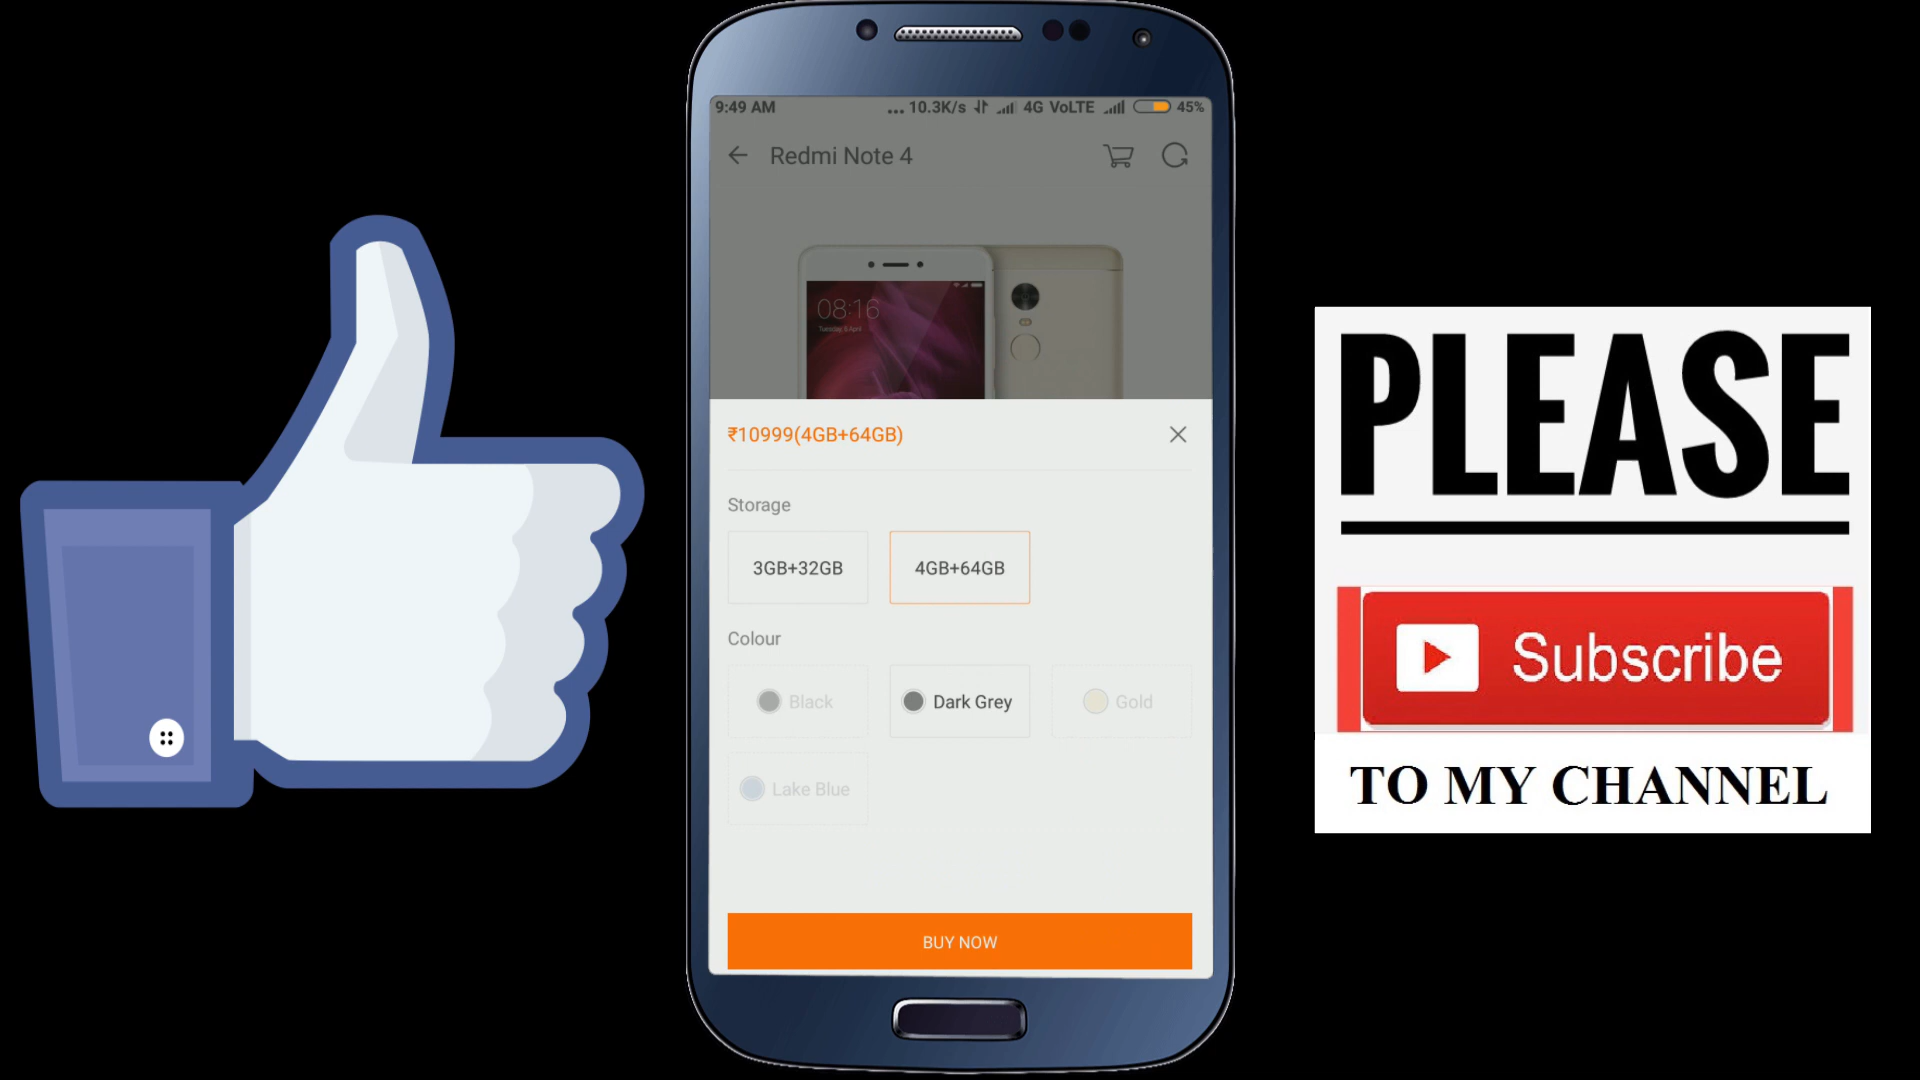 9:49 AM ... 10.3K/s 4G VoLTE 45%
Redmi Note 4
08:16
₹10999(4GB+64GB)
Storage
3GB+32GB 4GB+64GB
Colour
Black Dark Grey Gold
Lake Blue
BUY NOW
PLEASE
Subscribe
TO MY CHANNEL